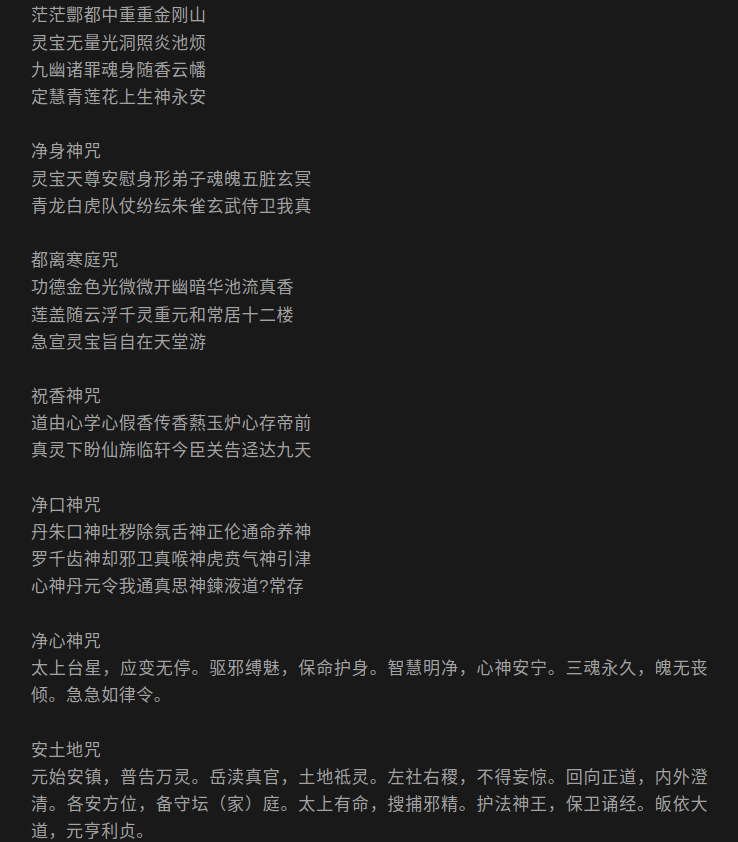 茫茫酆都中重重金刚山
灵宝无量光洞照炎池烦
九幽诸罪魂身随香云幡
定慧青莲花上生神永安
净身神咒
灵宝天尊安慰身形弟子魂魄五脏玄冥
青龙白虎队仗纷纭朱雀玄武侍卫我真
都离寒庭咒
功德金色光微微开幽暗华池流真香
莲盖随云浮千灵重元和常居十二楼
急宣灵宝旨自在天堂游
祝香神咒
道由心学心假香传香爇玉炉心存帝前
真灵下盼仙旆临轩今臣关告迳达九天
净口神咒
丹朱口神吐秽除氛舌神正伦通命养神
罗千齿神却邪卫真喉神虎贲气神引津
心神丹元令我通真思神鍊液道?常存
净心神咒
太上台星，应变无停。驱邪缚魅，保命护身。智慧明净，心神安宁。三魂永久，魄无丧
倾。急急如律令。
安土地咒
元始安镇，普告万灵。岳渎真官，土地祗灵。左社右稷，不得妄惊。回向正道，内外澄
清。各安方位，备守坛（家）庭。太上有命，搜捕邪精。护法神王，保卫诵经。皈依大
道，元亨利贞。